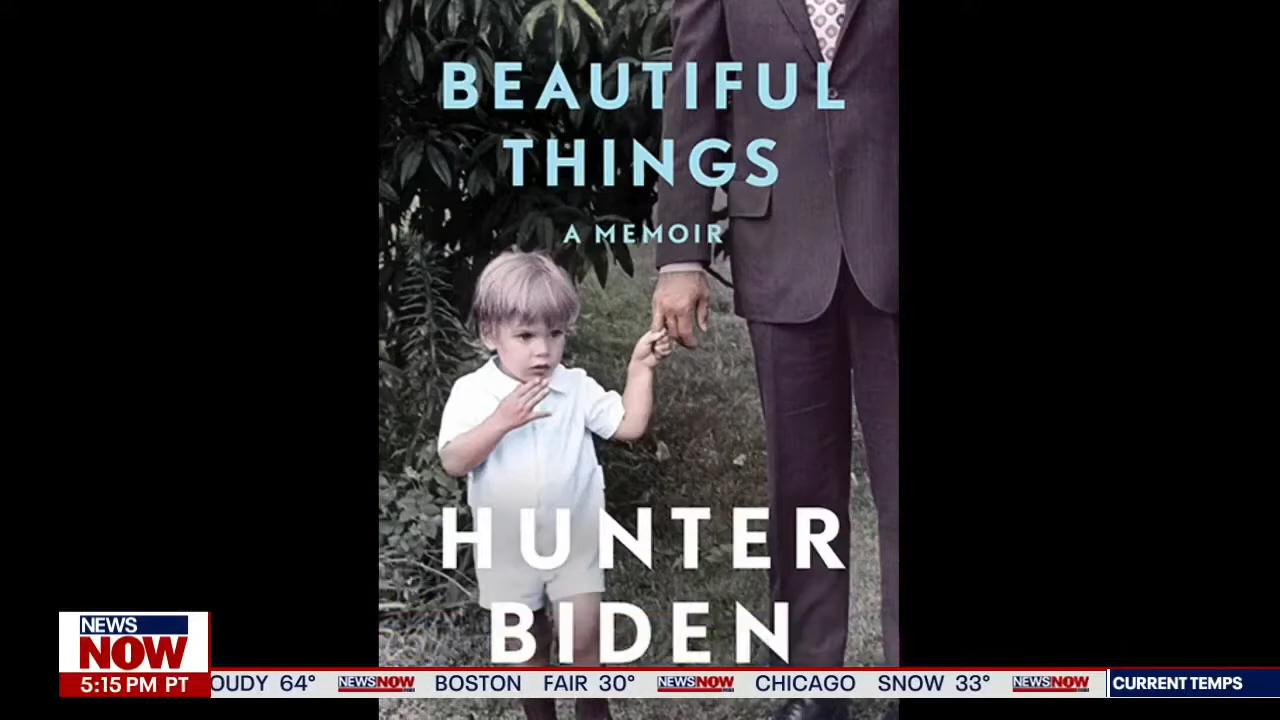 BEAUTIFUL
THINGS
A MEMOIR
HUNTER
BIDEN
NEWS
NOW
5:15 PM PT
OUDY 64° NEWSNOW BOSTON FAIR 30° NEWSNOW CHICAGO SNOW 33° NEWSNOW CURRENT TEMPS